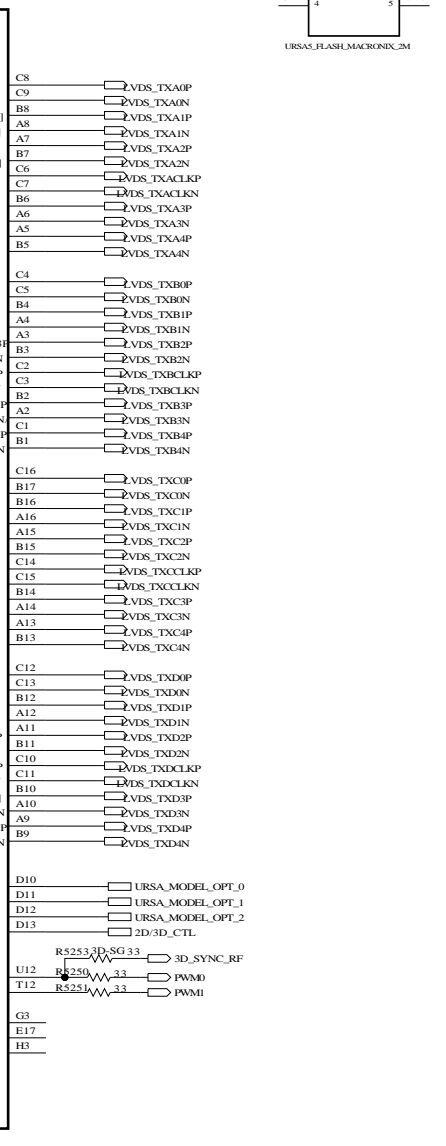 4 5
URSA5_FLASH_MACRONIX_2M
C8 LVDS_TXA0P
C9 LVDS_TXA0N
B8 LVDS_TXA1P
A8 LVDS_TXA1N
A7 LVDS_TXA2P
B7 LVDS_TXA2N
C6 LVDS_TXACLKP
C7 LVDS_TXACLKN
B6 LVDS_TXA3P
A6 LVDS_TXA3N
A5 LVDS_TXA4P
B5 LVDS_TXA4N
C4 LVDS_TXB0P
C5 LVDS_TXB0N
B4 LVDS_TXB1P
A4 LVDS_TXB1N
A3 LVDS_TXB2P
B3 LVDS_TXB2N
C2 LVDS_TXBCLKP
C3 LVDS_TXBCLKN
B2 LVDS_TXB3P
A2 LVDS_TXB3N
C1 LVDS_TXB4P
B1 LVDS_TXB4N
C16 LVDS_TXC0P
B17 LVDS_TXC0N
B16 LVDS_TXC1P
A16 LVDS_TXC1N
A15 LVDS_TXC2P
B15 LVDS_TXC2N
C14 LVDS_TXCCLKP
C15 LVDS_TXCCLKN
B14 LVDS_TXC3P
A14 LVDS_TXC3N
A13 LVDS_TXC4P
B13 LVDS_TXC4N
C12 LVDS_TXD0P
C13 LVDS_TXD0N
B12 LVDS_TXD1P
A12 LVDS_TXD1N
A11 LVDS_TXD2P
B11 LVDS_TXD2N
C10 LVDS_TXDCLKP
C11 LVDS_TXDCLKN
B10 LVDS_TXD3P
A10 LVDS_TXD3N
A9 LVDS_TXD4P
B9 LVDS_TXD4N
D10 URSA_MODEL_OPT_0
D11 URSA_MODEL_OPT_1
D12 URSA_MODEL_OPT_2
D13 2D/3D_CTL
R5253 3D-SG 33 3D_SYNC_RF
U12 R5250 33 PWM0
T12 R5251 33 PWM1
G3
E17
H3